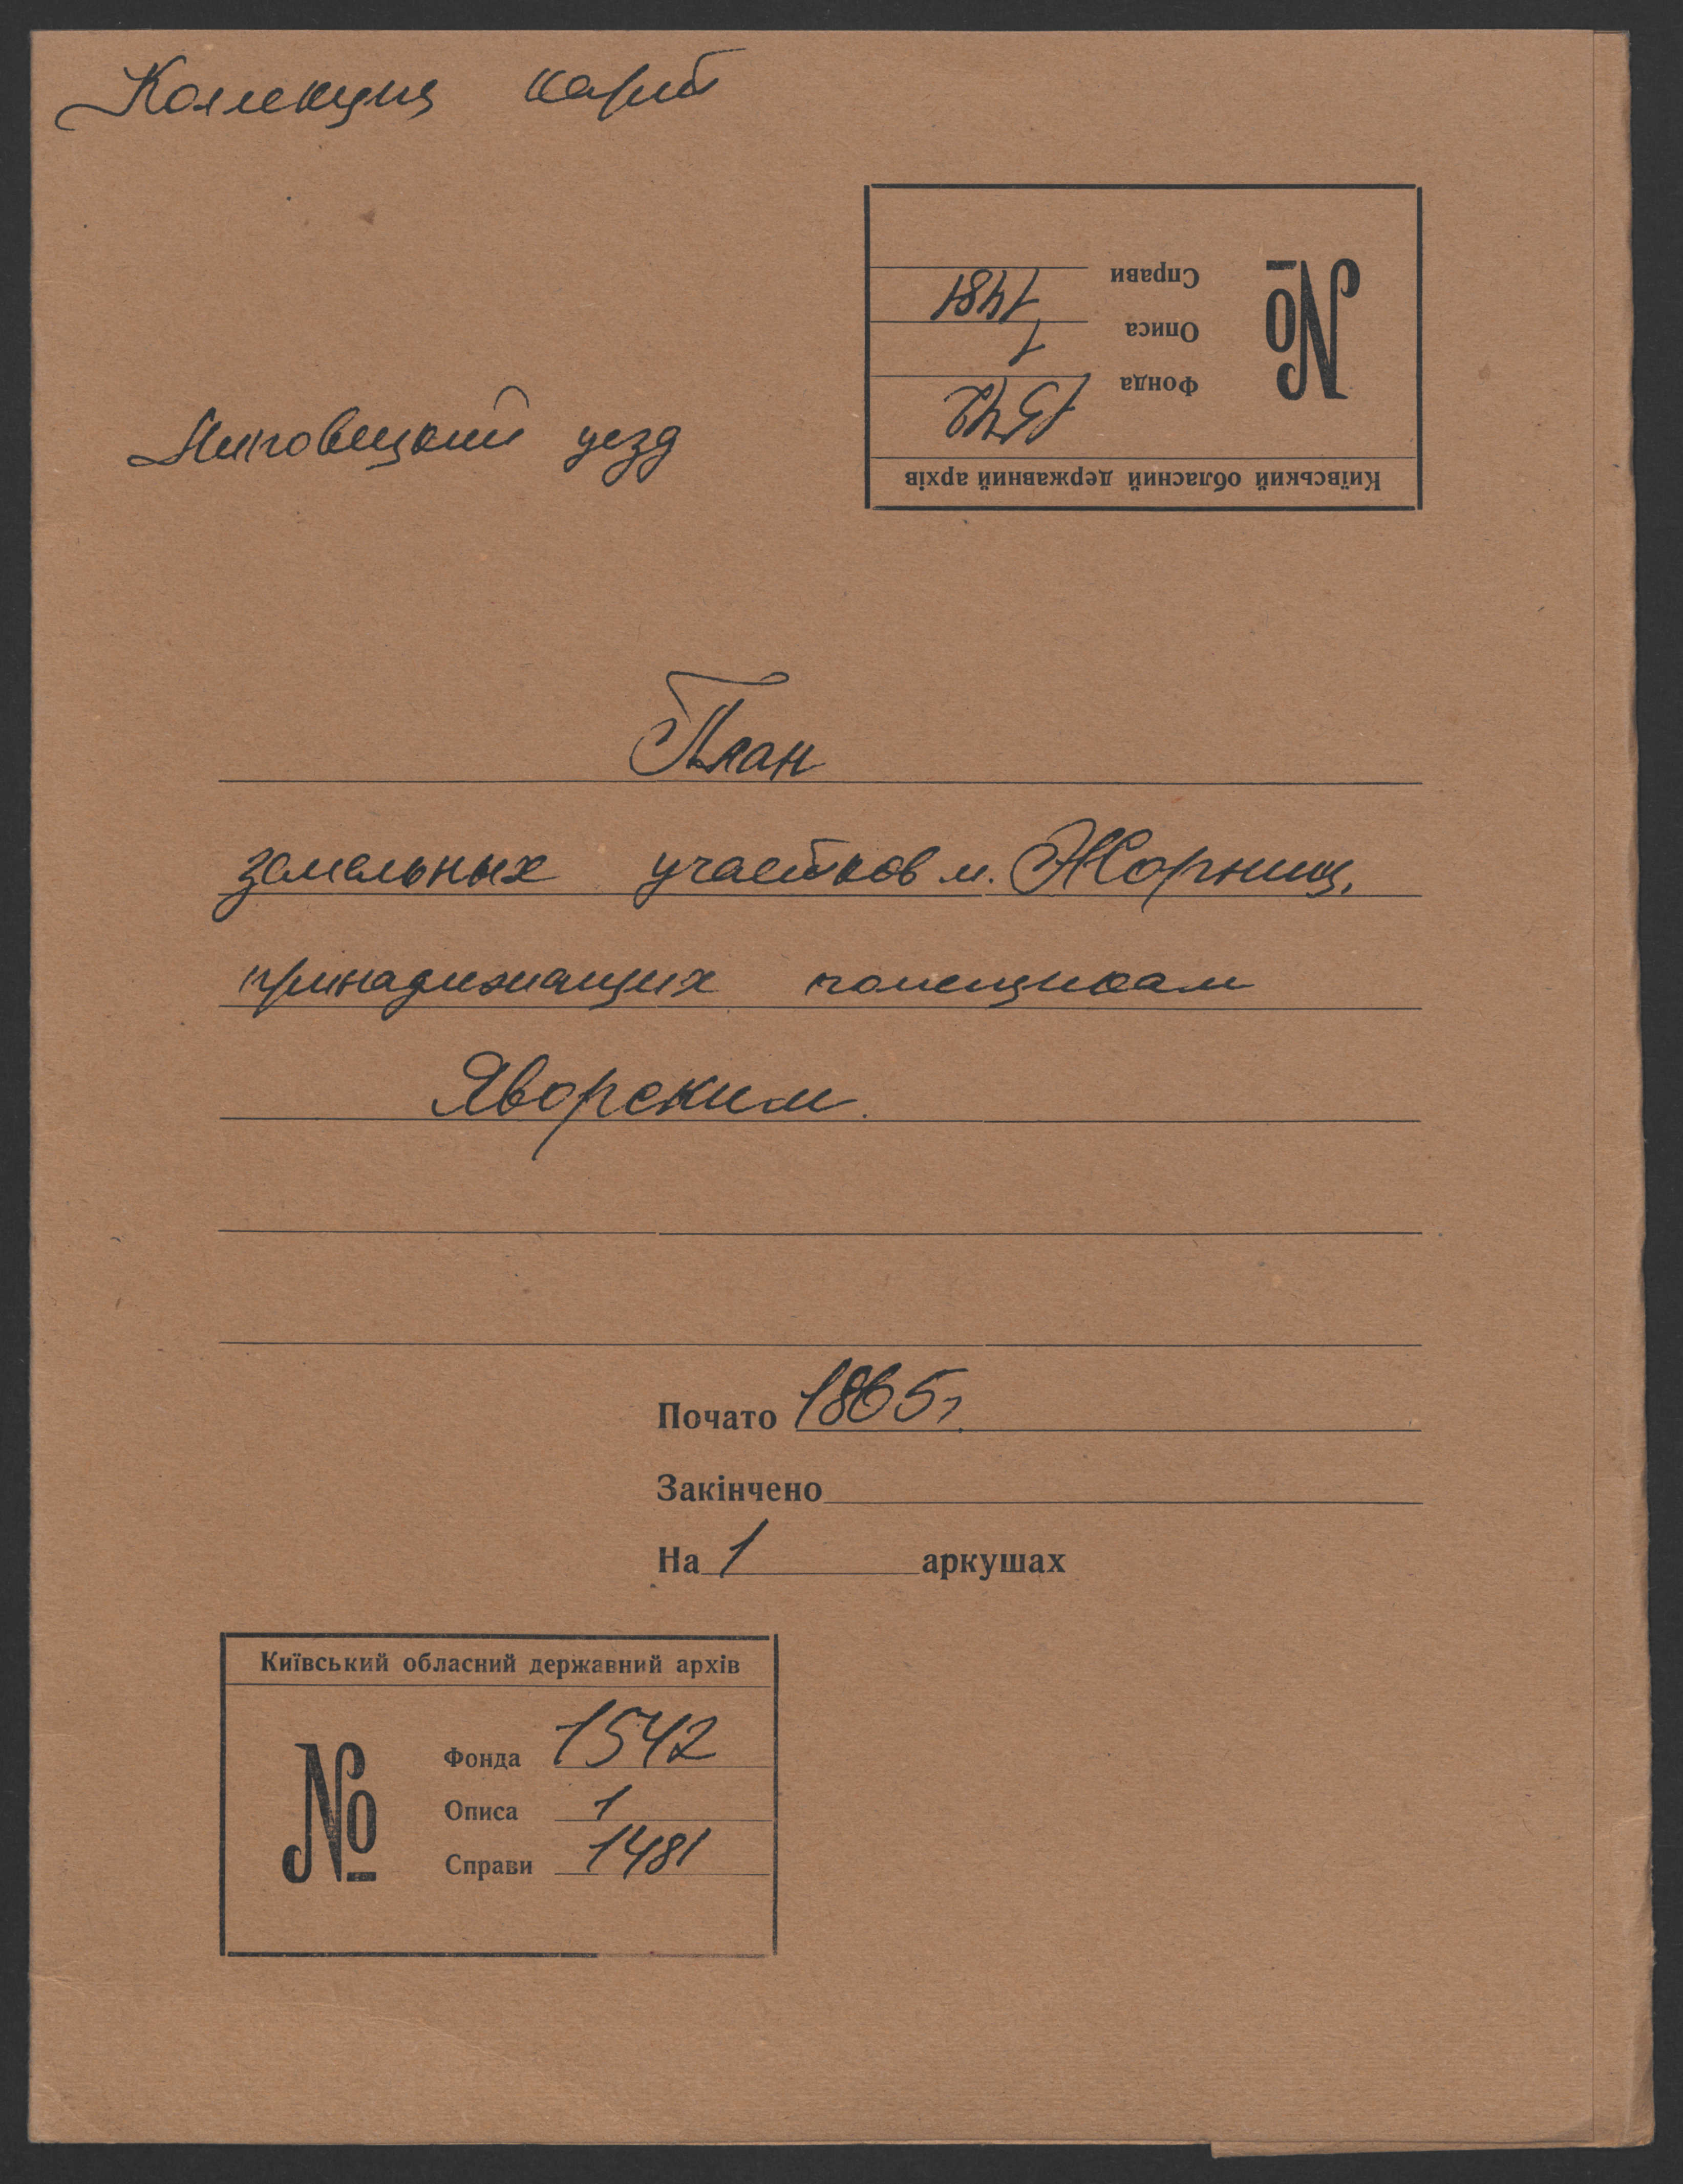 Коллекция карт
Київський обласний державний архів
№
Фонда 1542
Описа 1
Справи 1481
Липовецкий уезд
План
земельных участков м. Жорнищ,
принадлежащих помещикам
Яворским.
Почато 1865 г.
Закінчено
На 1 аркушах
Київський обласний державний архів
№
Фонда 1542
Описа 1
Справи 1481